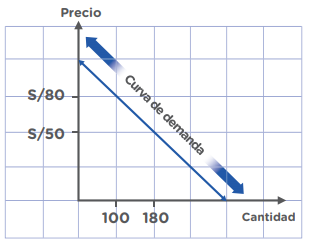 Precio
Curva de demanda
S/80
S/50
Cantidad
100 180